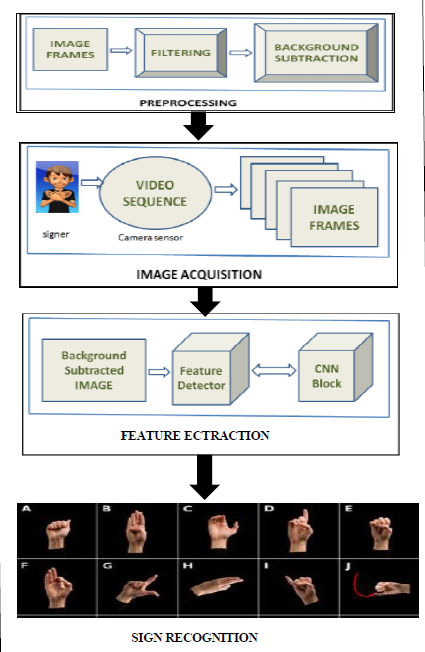 IMAGE
FRAMES
FILTERING
BACKGROUND
SUBTRACTION
PREPROCESSING
VIDEO
SEQUENCE
IMAGE
FRAMES
signer
Camera sensor
IMAGE ACQUISITION
Background
Subtracted
IMAGE
Feature
Detector
CNN
Block
FEATURE ECTRACTION
A B C D E
F G H I J
SIGN RECOGNITION